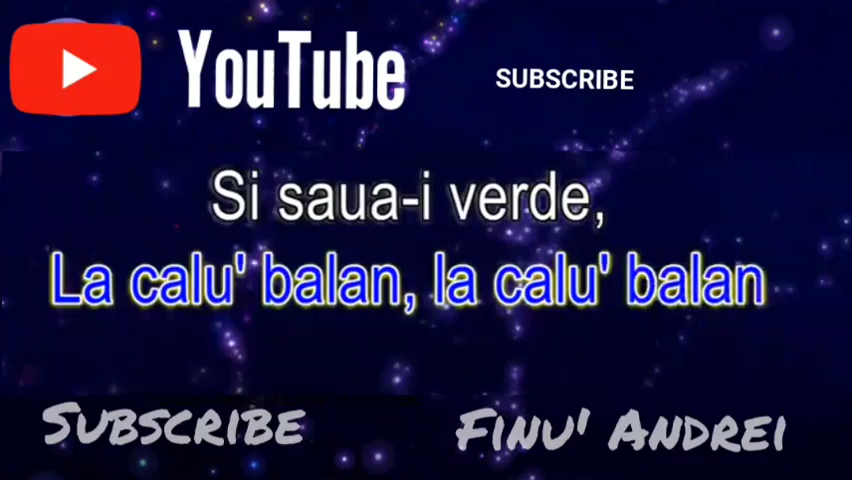 YouTube SUBSCRIBE
Si saua-i verde,
La calu' balan, la calu' balan
SUBSCRIBE FINU' ANDREI